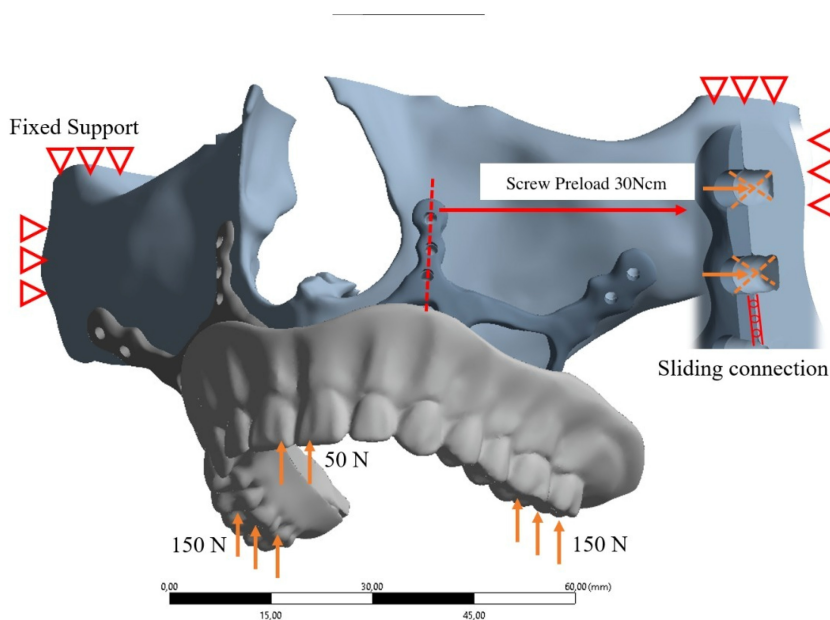 Fixed Support
Screw Preload 30Ncm
Sliding connection
50 N
150 N
150 N
0,00
30,00
60,00 (mm)
15,00
45,00